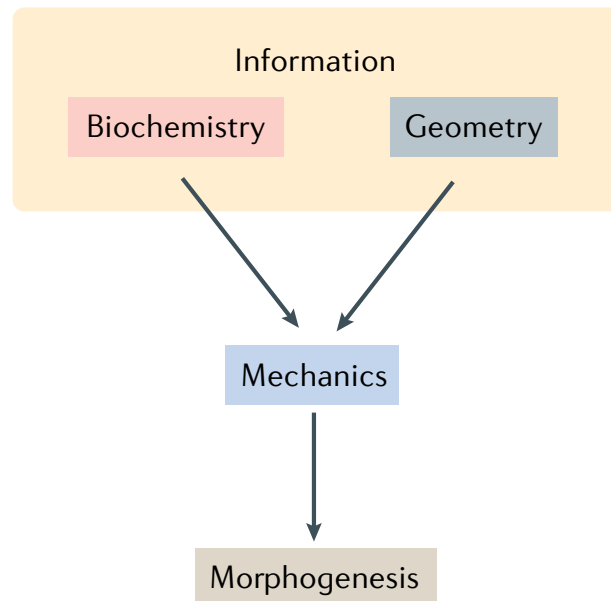 Information
Biochemistry
Geometry
Mechanics
Morphogenesis